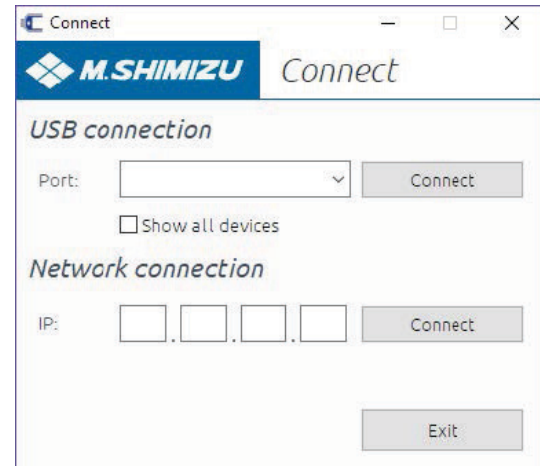 Connect
M.SHIMIZU Connect
USB connection
Port: Connect
Show all devices
Network connection
IP: . . . Connect
Exit